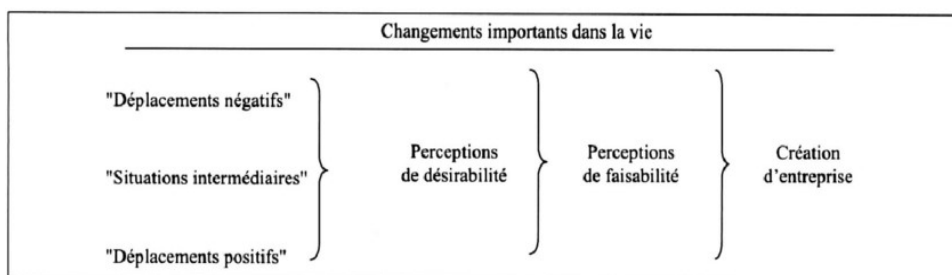 Changements importants dans la vie
"Déplacements négatifs"
"Situations intermédiaires"
"Déplacements positifs"
Perceptions
de désirabilité
Perceptions
de faisabilité
Création
d'entreprise